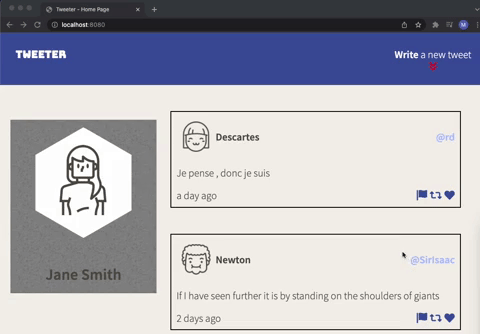 Tweeter - Home Page
localhost:8080
M
TWEETER
Write a new tweet
Jane Smith
Descartes
@rd
Je pense , donc je suis
a day ago
Newton
@SirIsaac
If I have seen further it is by standing on the shoulders of giants
2 days ago